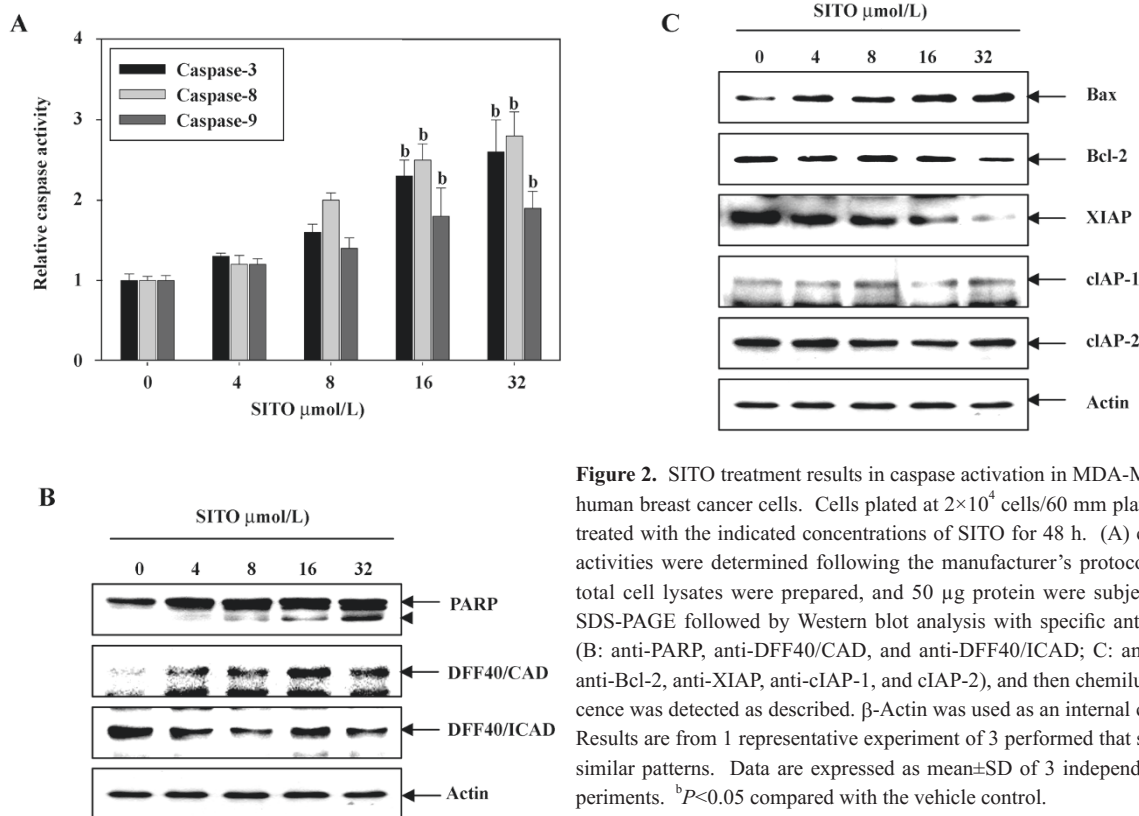 A
4
3
2
1
0
Relative caspase activity
Caspase-3
Caspase-8
Caspase-9
b
b
b
b
b
b
0 4 8 16 32
SITO μmol/L)
C
SITO μmol/L)
0 4 8 16 32
Bax
Bcl-2
XIAP
cIAP-1
cIAP-2
Actin
B
SITO μmol/L)
0 4 8 16 32
PARP
DFF40/CAD
DFF40/ICAD
Actin
Figure 2. SITO treatment results in caspase activation in MDA-M
human breast cancer cells. Cells plated at 2×10⁴ cells/60 mm pla
treated with the indicated concentrations of SITO for 48 h. (A) c
activities were determined following the manufacturer's protoco
total cell lysates were prepared, and 50 μg protein were subje
SDS-PAGE followed by Western blot analysis with specific ant
(B: anti-PARP, anti-DFF40/CAD, and anti-DFF40/ICAD; C: an
anti-Bcl-2, anti-XIAP, anti-cIAP-1, and cIAP-2), and then chemilu
cence was detected as described. β-Actin was used as an internal c
Results are from 1 representative experiment of 3 performed that s
similar patterns. Data are expressed as mean±SD of 3 independ
periments. ᵇP<0.05 compared with the vehicle control.